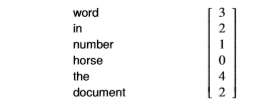 word 3
in 2
number 1
horse 0
the 4
document 2